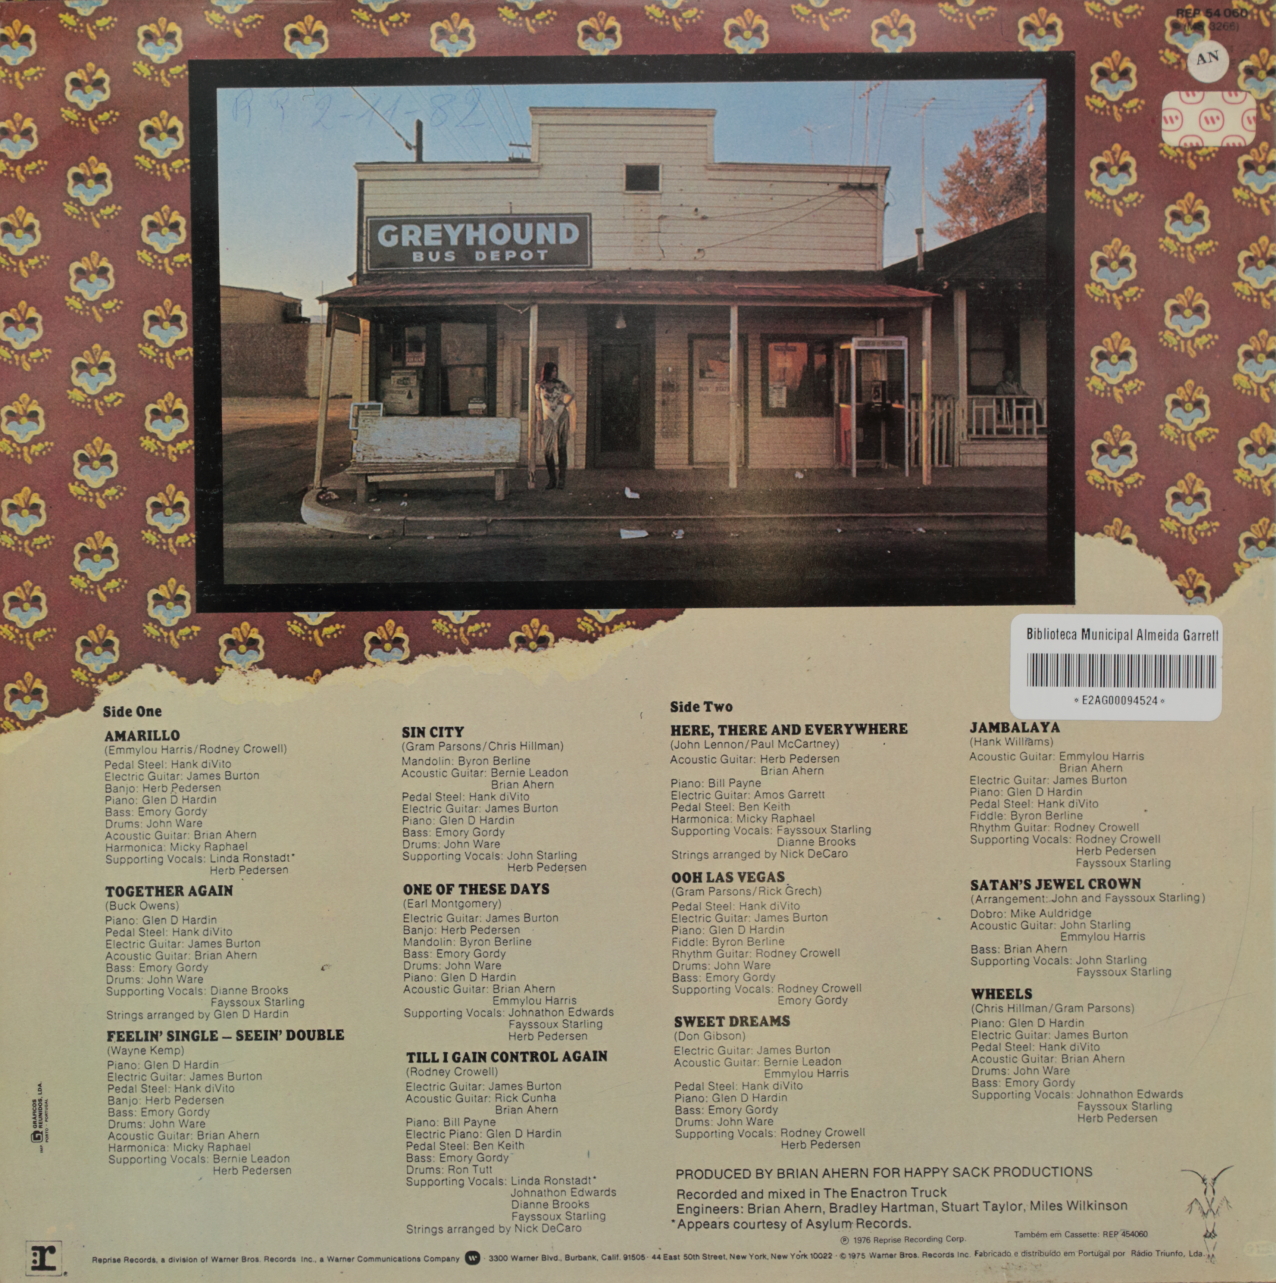 REP 54 060
AN
R R 2-11-82
GREYHOUND
BUS DEPOT
Biblioteca Municipal Almeida Garrett
*E2AG00094524*
Side One
AMARILLO
(Emmylou Harris/Rodney Crowell)
Pedal Steel: Hank diVito
Electric Guitar: James Burton
Banjo: Herb Pedersen
Piano: Glen D Hardin
Bass: Emory Gordy
Drums: John Ware
Acoustic Guitar: Brian Ahern
Harmonica: Micky Raphael
Supporting Vocals: Linda Ronstadt*
Herb Pedersen
TOGETHER AGAIN
(Buck Owens)
Piano: Glen D Hardin
Pedal Steel: Hank diVito
Electric Guitar: James Burton
Acoustic Guitar: Brian Ahern
Bass: Emory Gordy
Drums: John Ware
Supporting Vocals: Dianne Brooks
Fayssoux Starling
Strings arranged by Glen D Hardin
FEELIN' SINGLE — SEEIN' DOUBLE
(Wayne Kemp)
Piano: Glen D Hardin
Electric Guitar: James Burton
Pedal Steel: Hank diVito
Banjo: Herb Pedersen
Bass: Emory Gordy
Drums: John Ware
Acoustic Guitar: Brian Ahern
Harmonica: Micky Raphael
Supporting Vocals: Bernie Leadon
Herb Pedersen
SIN CITY
(Gram Parsons/Chris Hillman)
Mandolin: Byron Berline
Acoustic Guitar: Bernie Leadon
Brian Ahern
Pedal Steel: Hank diVito
Electric Guitar: James Burton
Piano: Glen D Hardin
Bass: Emory Gordy
Drums: John Ware
Supporting Vocals: John Starling
Herb Pedersen
ONE OF THESE DAYS
(Earl Montgomery)
Electric Guitar: James Burton
Banjo: Herb Pedersen
Mandolin: Byron Berline
Bass: Emory Gordy
Drums: John Ware
Piano: Glen D Hardin
Acoustic Guitar: Brian Ahern
Emmylou Harris
Supporting Vocals: Johnathon Edwards
Fayssoux Starling
Herb Pedersen
TILL I GAIN CONTROL AGAIN
(Rodney Crowell)
Electric Guitar: James Burton
Acoustic Guitar: Rick Cunha
Brian Ahern
Piano: Bill Payne
Electric Piano: Glen D Hardin
Pedal Steel: Ben Keith
Bass: Emory Gordy
Drums: Ron Tutt
Supporting Vocals: Linda Ronstadt*
Johnathon Edwards
Dianne Brooks
Fayssoux Starling
Strings arranged by Nick DeCaro
Side Two
HERE, THERE AND EVERYWHERE
(John Lennon/Paul McCartney)
Acoustic Guitar: Herb Pedersen
Brian Ahern
Piano: Bill Payne
Electric Guitar: Amos Garrett
Pedal Steel: Ben Keith
Harmonica: Micky Raphael
Supporting Vocals: Fayssoux Starling
Dianne Brooks
Strings arranged by Nick DeCaro
OOH LAS VEGAS
(Gram Parsons/Rick Grech)
Pedal Steel: Hank diVito
Electric Guitar: James Burton
Piano: Glen D Hardin
Fiddle: Byron Berline
Rhythm Guitar: Rodney Crowell
Drums: John Ware
Bass: Emory Gordy
Supporting Vocals: Rodney Crowell
Emory Gordy
SWEET DREAMS
(Don Gibson)
Electric Guitar: James Burton
Acoustic Guitar: Bernie Leadon
Emmylou Harris
Pedal Steel: Hank diVito
Piano: Glen D Hardin
Bass: Emory Gordy
Drums: John Ware
Supporting Vocals: Rodney Crowell
Herb Pedersen
JAMBALAYA
(Hank Williams)
Acoustic Guitar: Emmylou Harris
Brian Ahern
Electric Guitar: James Burton
Piano: Glen D Hardin
Pedal Steel: Hank diVito
Fiddle: Byron Berline
Rhythm Guitar: Rodney Crowell
Supporting Vocals: Rodney Crowell
Herb Pedersen
Fayssoux Starling
SATAN'S JEWEL CROWN
(Arrangement: John and Fayssoux Starling)
Dobro: Mike Auldridge
Acoustic Guitar: John Starling
Emmylou Harris
Bass: Brian Ahern
Supporting Vocals: John Starling
Fayssoux Starling
WHEELS
(Chris Hillman/Gram Parsons)
Piano: Glen D Hardin
Electric Guitar: James Burton
Pedal Steel: Hank diVito
Acoustic Guitar: Brian Ahern
Drums: John Ware
Bass: Emory Gordy
Supporting Vocals: Johnathon Edwards
Fayssoux Starling
Herb Pedersen
PRODUCED BY BRIAN AHERN FOR HAPPY SACK PRODUCTIONS
Recorded and mixed in The Enactron Truck
Engineers: Brian Ahern, Bradley Hartman, Stuart Taylor, Miles Wilkinson
*Appears courtesy of Asylum Records.
℗ 1976 Reprise Recording Corp.
Também em Cassette: REP 454060
Reprise Records, a division of Warner Bros. Records Inc., a Warner Communications Company 3300 Warner Blvd., Burbank, Calif. 91505 · 44 East 50th Street, New York, New York 10022 · © 1975 Warner Bros. Records Inc. Fabricado e distribuído em Portugal por Rádio Triunfo, Lda.
GRÁFICOS
REUNIDOS, LDA.
PORTO - PORTUGAL